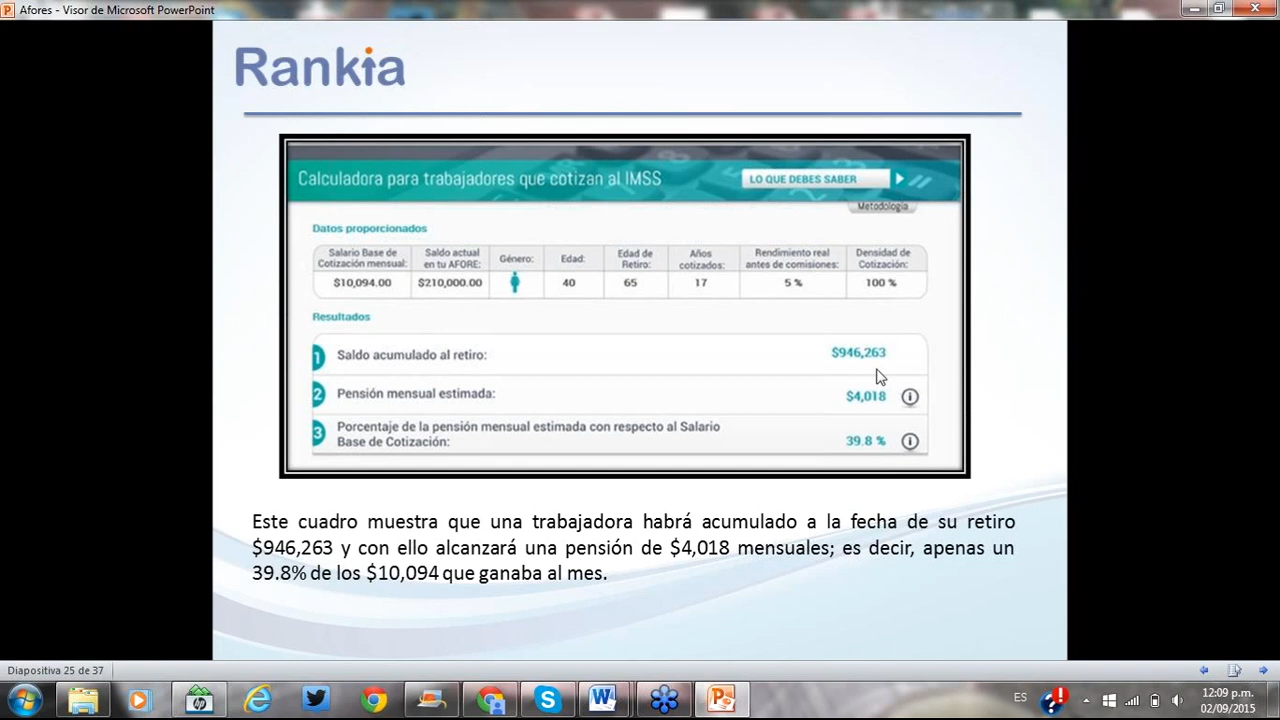 Afores - Visor de Microsoft PowerPoint
Rankia
Calculadora para trabajadores que cotizan al IMSS
LO QUE DEBES SABER
Metodología
Datos proporcionados
Salario Base de Cotización mensual: Saldo actual en tu AFORE: Género: Edad: Edad de Retiro: Años cotizados: Rendimiento real antes de comisiones: Densidad de Cotización:
$10,094.00 $210,000.00 40 65 17 5 % 100 %
Resultados
1 Saldo acumulado al retiro: $946,263
2 Pensión mensual estimada: $4,018
3 Porcentaje de la pensión mensual estimada con respecto al Salario
Base de Cotización: 39.8 %
Este cuadro muestra que una trabajadora habrá acumulado a la fecha de su retiro
$946,263 y con ello alcanzará una pensión de $4,018 mensuales; es decir, apenas un
39.8% de los $10,094 que ganaba al mes.
Diapositiva 25 de 37
ES
12:09 p.m.
02/09/2015